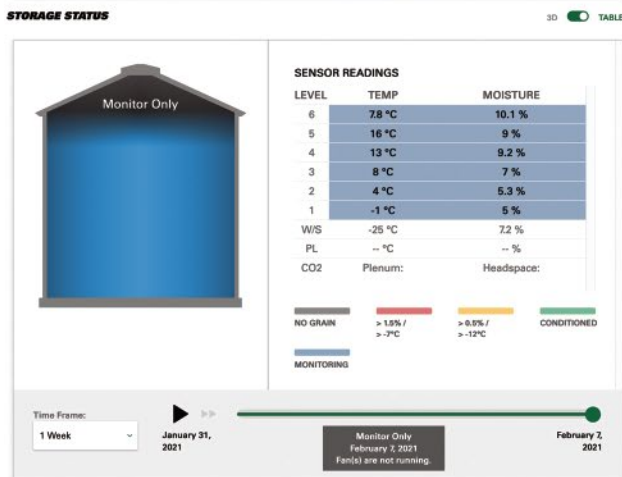 STORAGE STATUS
3D TABLE
Monitor Only
SENSOR READINGS
LEVEL TEMP MOISTURE
6 7.8 °C 10.1 %
5 16 °C 9 %
4 13 °C 9.2 %
3 8 °C 7 %
2 4 °C 5.3 %
1 -1 °C 5 %
W/S -25 °C 7.2 %
PL -- °C -- %
CO2 Plenum: Headspace:
NO GRAIN
> 1.5% /
> -7°C
> 0.5% /
> -12°C
CONDITIONED
MONITORING
Time Frame:
1 Week
January 31,
2021
Monitor Only
February 7, 2021
Fan(s) are not running.
February 7,
2021